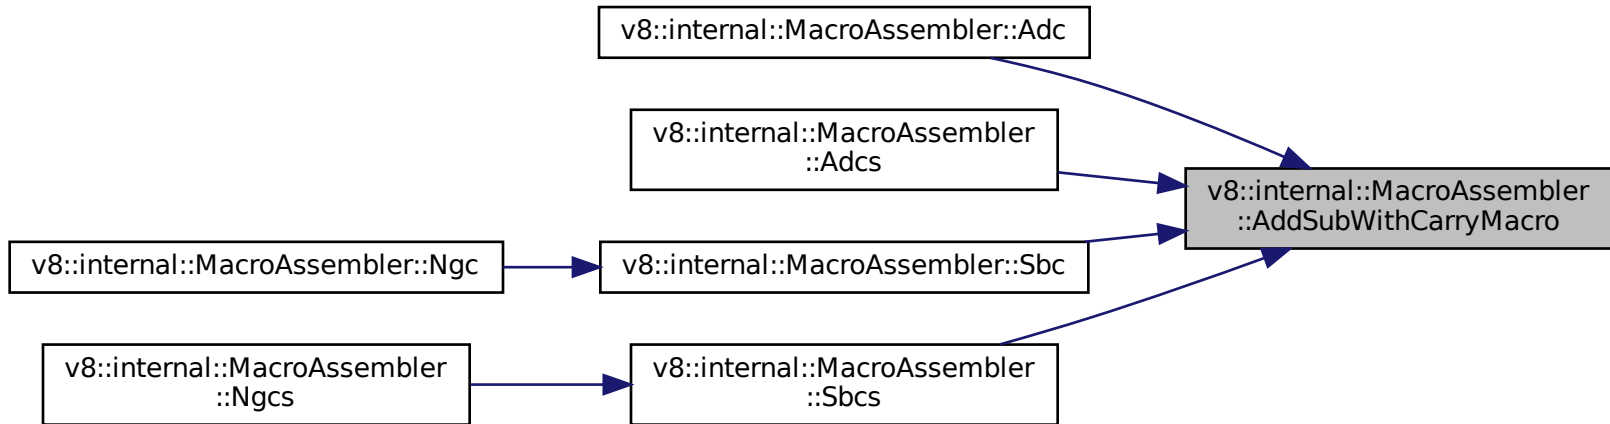 v8::internal::MacroAssembler::Adc
v8::internal::MacroAssembler
::Adcs
v8::internal::MacroAssembler
::AddSubWithCarryMacro
v8::internal::MacroAssembler::Ngc
v8::internal::MacroAssembler::Sbc
v8::internal::MacroAssembler
::Ngcs
v8::internal::MacroAssembler
::Sbcs